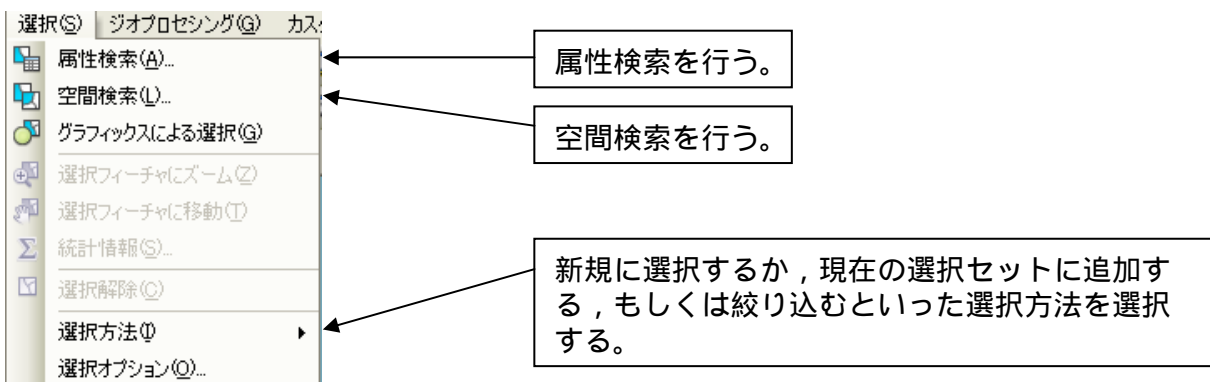 選択(S) ジオプロセシング(G) カスタ
属性検索(A)...
空間検索(L)...
グラフィックスによる選択(G)
選択フィーチャにズーム(Z)
選択フィーチャに移動(T)
統計情報(S)...
選択解除(C)
選択方法(I)
選択オプション(O)...
属性検索を行う。
空間検索を行う。
新規に選択するか，現在の選択セットに追加す
る，もしくは絞り込むといった選択方法を選択
する。